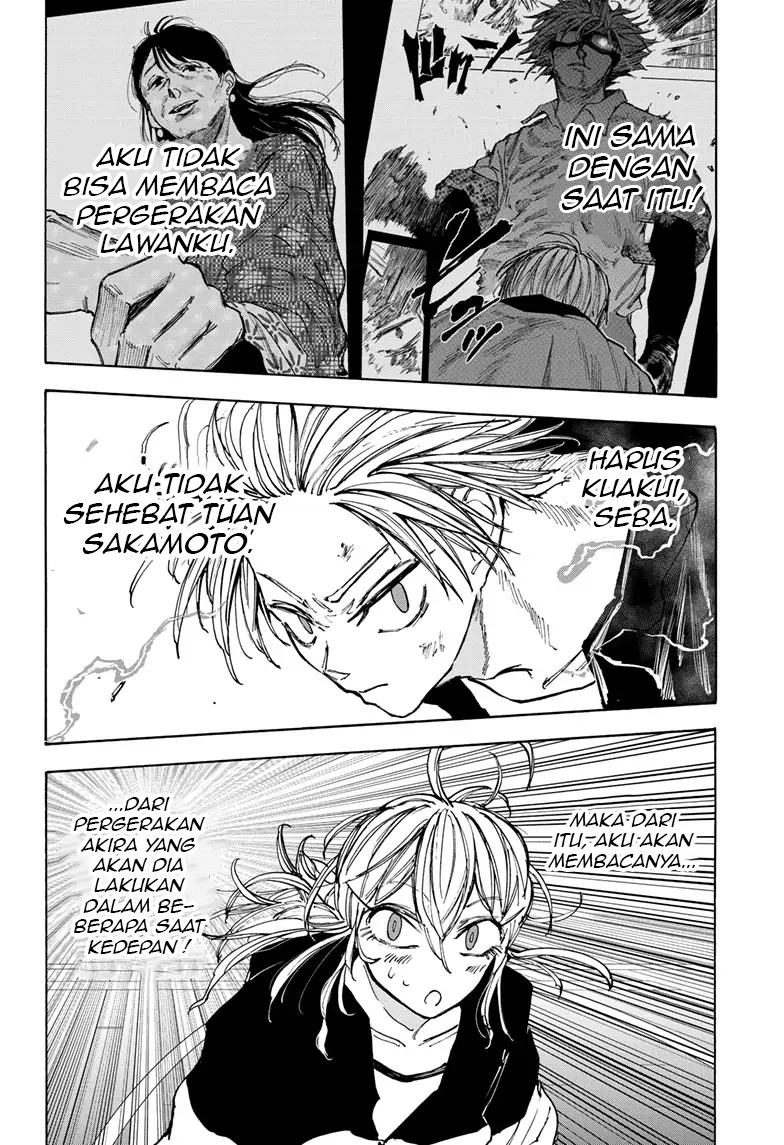 INI SAMA
DENGAN
SAAT ITU!
AKU TIDAK
BISA MEMBACA
PERGERAKAN
LAWANKU.
HARUS
KUAKUI,
SEBA.
AKU TIDAK
SEHEBAT TUAN
SAKAMOTO.
MAKA DARI
ITU, AKU AKAN
MEMBACANYA...
...DARI
PERGERAKAN
AKIRA YANG
AKAN DIA
LAKUKAN
DALAM BE-
BERAPA SAAT
KEDEPAN!